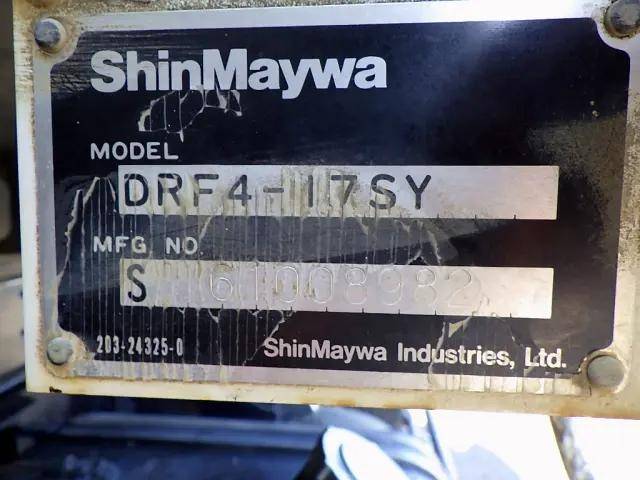 ShinMaywa
MODEL
DRF4-17SY
MFG NO
S 61008982
203-24325-0
ShinMaywa Industries, Ltd.